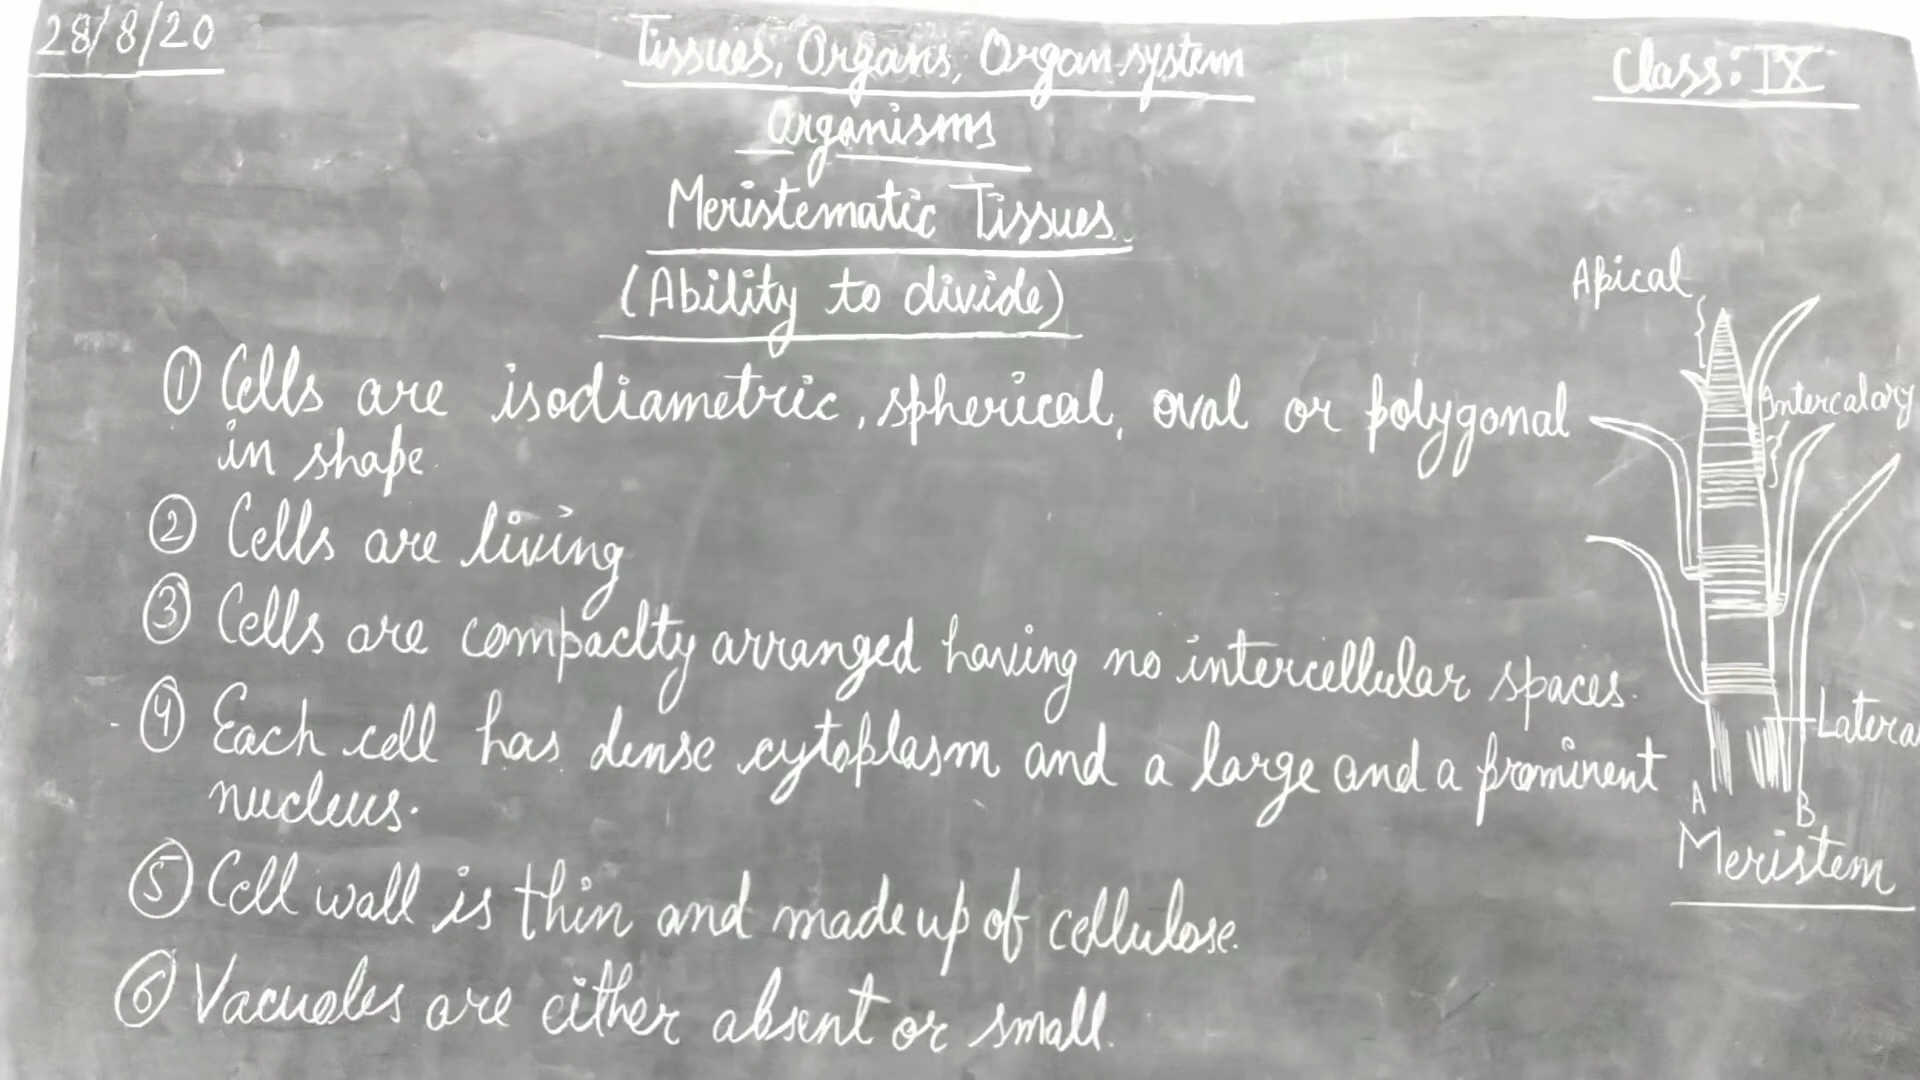 28/8/20
Tissues, Organs, Organ system
Class: IX
Organisms
Meristematic Tissues
(Ability to divide)
① Cells are isodiametric, spherical, oval or polygonal
in shape.
② Cells are living
③ Cells are compaclty arranged having no intercellular spaces.
④ Each cell has dense cytoplasm and a large and a prominent
nucleus.
⑤ Cell wall is thin and made up of cellulose.
⑥ Vacuoles are either absent or small.
Apical
Intercalary
Latera
A B
Meristem